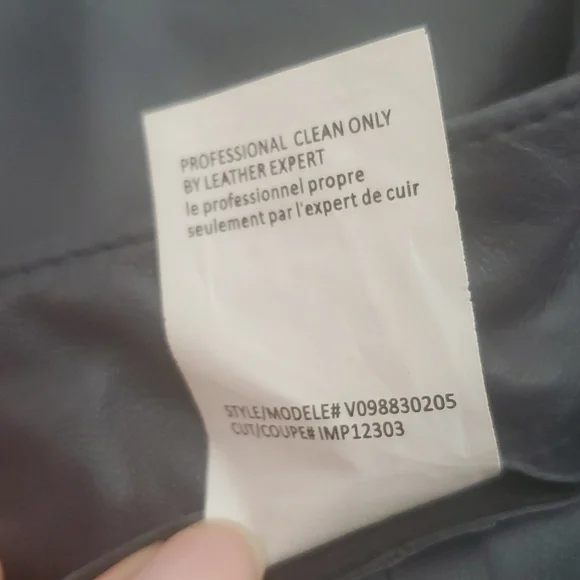 PROFESSIONAL CLEAN ONLY
BY LEATHER EXPERT
le professionnel propre
seulement par l'expert de cuir
STYLE/MODELE# V098830205
CUT/COUPE# IMP12303